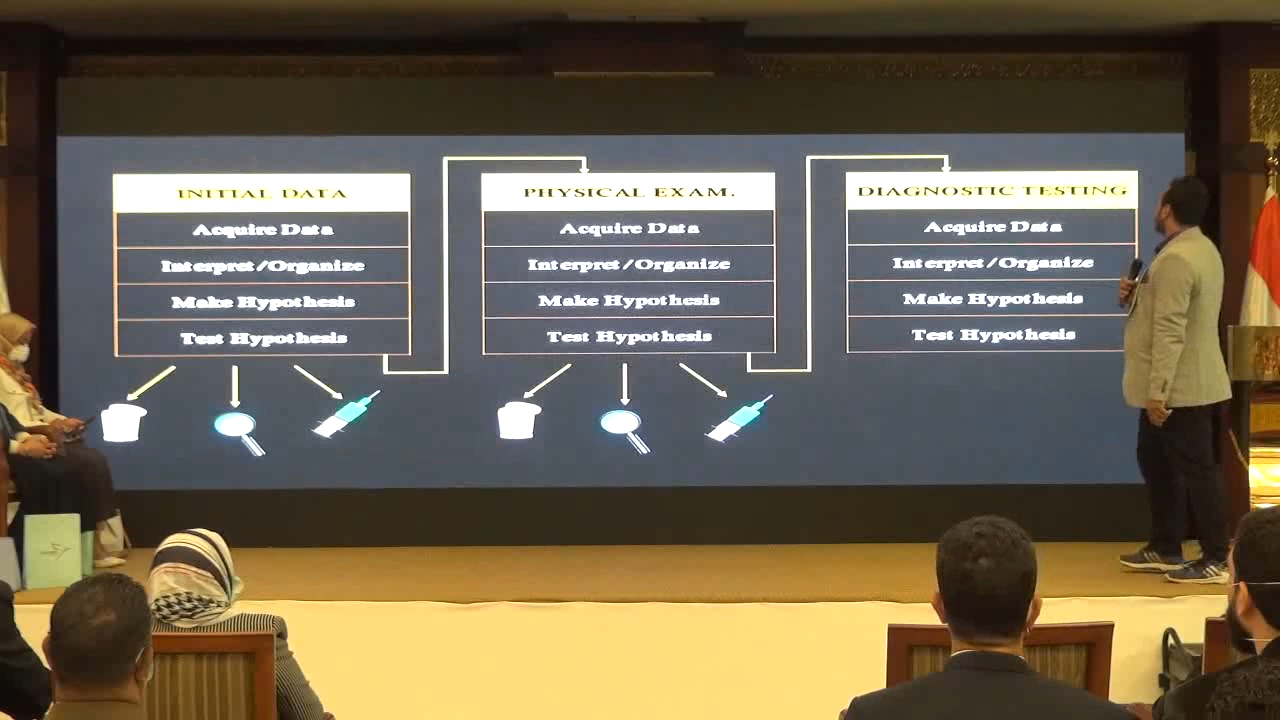 INITIAL DATA
Acquire Data
Interpret/Organize
Make Hypothesis
Test Hypothesis
PHYSICAL EXAM.
Acquire Data
Interpret/Organize
Make Hypothesis
Test Hypothesis
DIAGNOSTIC TESTING
Acquire Data
Interpret/Organize
Make Hypothesis
Test Hypothesis